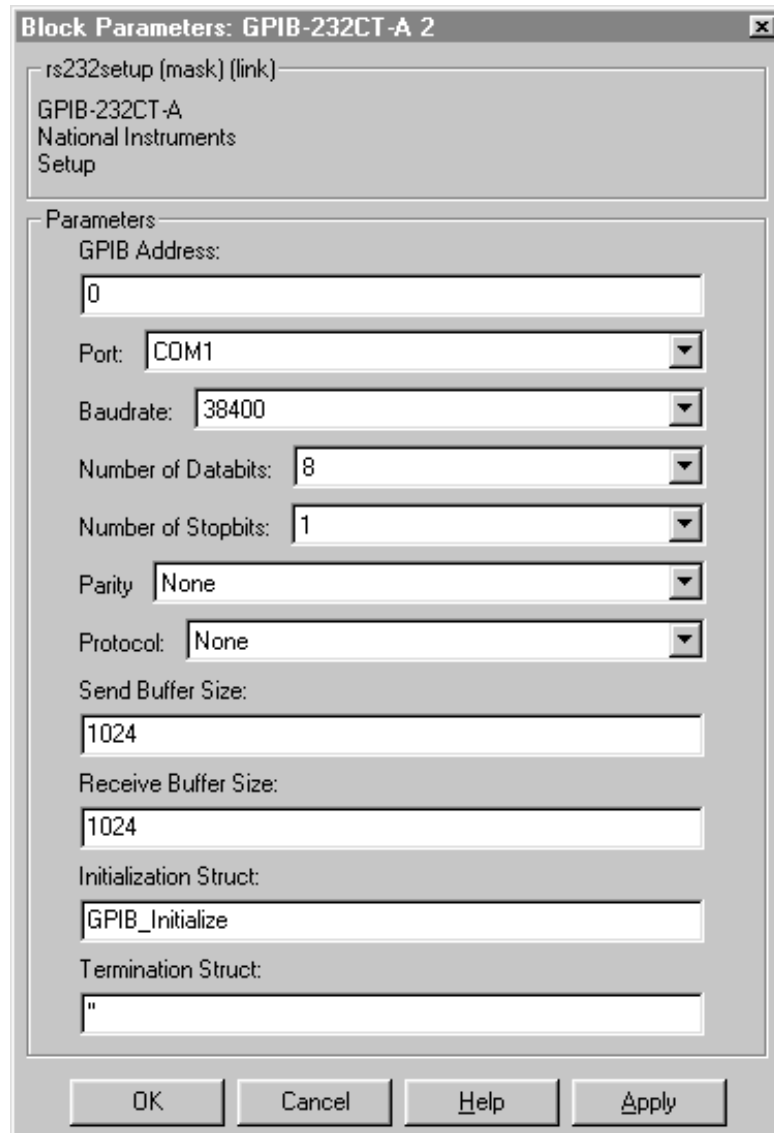 Block Parameters: GPIB-232CT-A 2
rs232setup (mask) (link)
GPIB-232CT-A
National Instruments
Setup
Parameters
GPIB Address:
0
Port: COM1
Baudrate: 38400
Number of Databits: 8
Number of Stopbits: 1
Parity None
Protocol: None
Send Buffer Size:
1024
Receive Buffer Size:
1024
Initialization Struct:
GPIB_Initialize
Termination Struct:
''
OK Cancel Help Apply